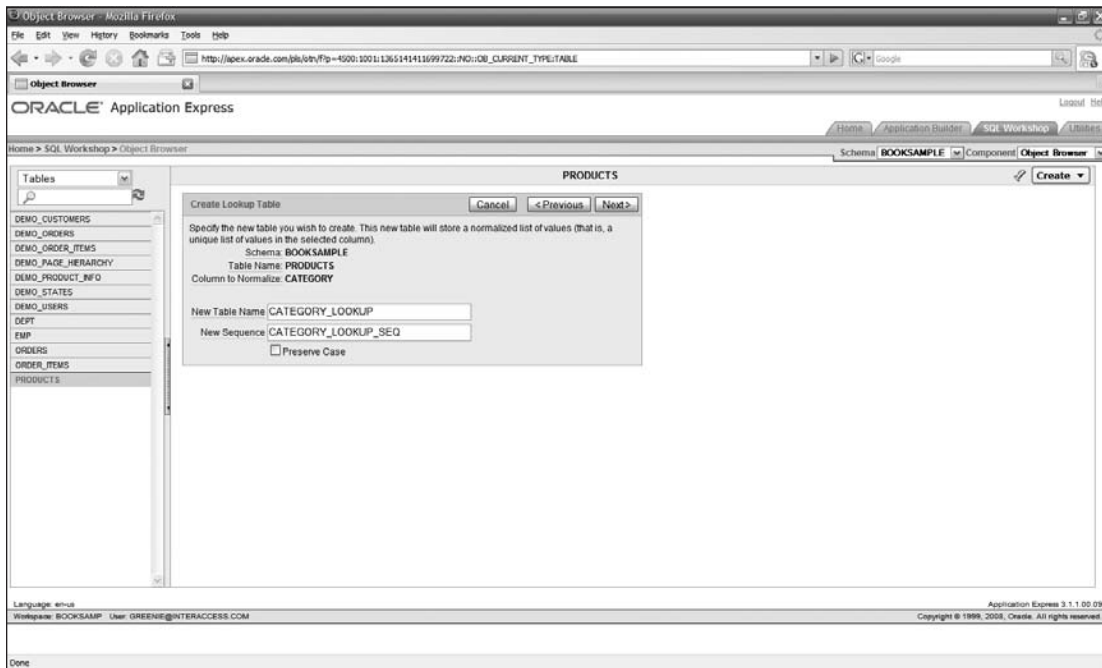 Object Browser - Mozilla Firefox
File Edit View History Bookmarks Tools Help
http://apex.oracle.com/pls/otn/f?p=4500:1001:1365141411699722::NO::OB_CURRENT_TYPE:TABLE
Google
Object Browser
ORACLE Application Express
Logout Hel
Home Application Builder SQL Workshop Utilities
Home > SQL Workshop > Object Browser
Schema BOOKSAMPLE Component Object Browser
Tables
PRODUCTS
Create
Create Lookup Table
Cancel < Previous Next >
Specify the new table you wish to create. This new table will store a normalized list of values (that is, a
unique list of values in the selected column).
Schema: BOOKSAMPLE
Table Name: PRODUCTS
Column to Normalize: CATEGORY
New Table Name CATEGORY_LOOKUP
New Sequence CATEGORY_LOOKUP_SEQ
Preserve Case
DEMO_CUSTOMERS
DEMO_ORDERS
DEMO_ORDER_ITEMS
DEMO_PAGE_HIERARCHY
DEMO_PRODUCT_INFO
DEMO_STATES
DEMO_USERS
DEPT
EMP
ORDERS
ORDER_ITEMS
PRODUCTS
Language: en-us
Application Express 3.1.1.00.09
Workspace: BOOKSAMP User: GREENIE@INTERACCESS.COM
Copyright © 1999, 2008, Oracle. All rights reserved.
Done